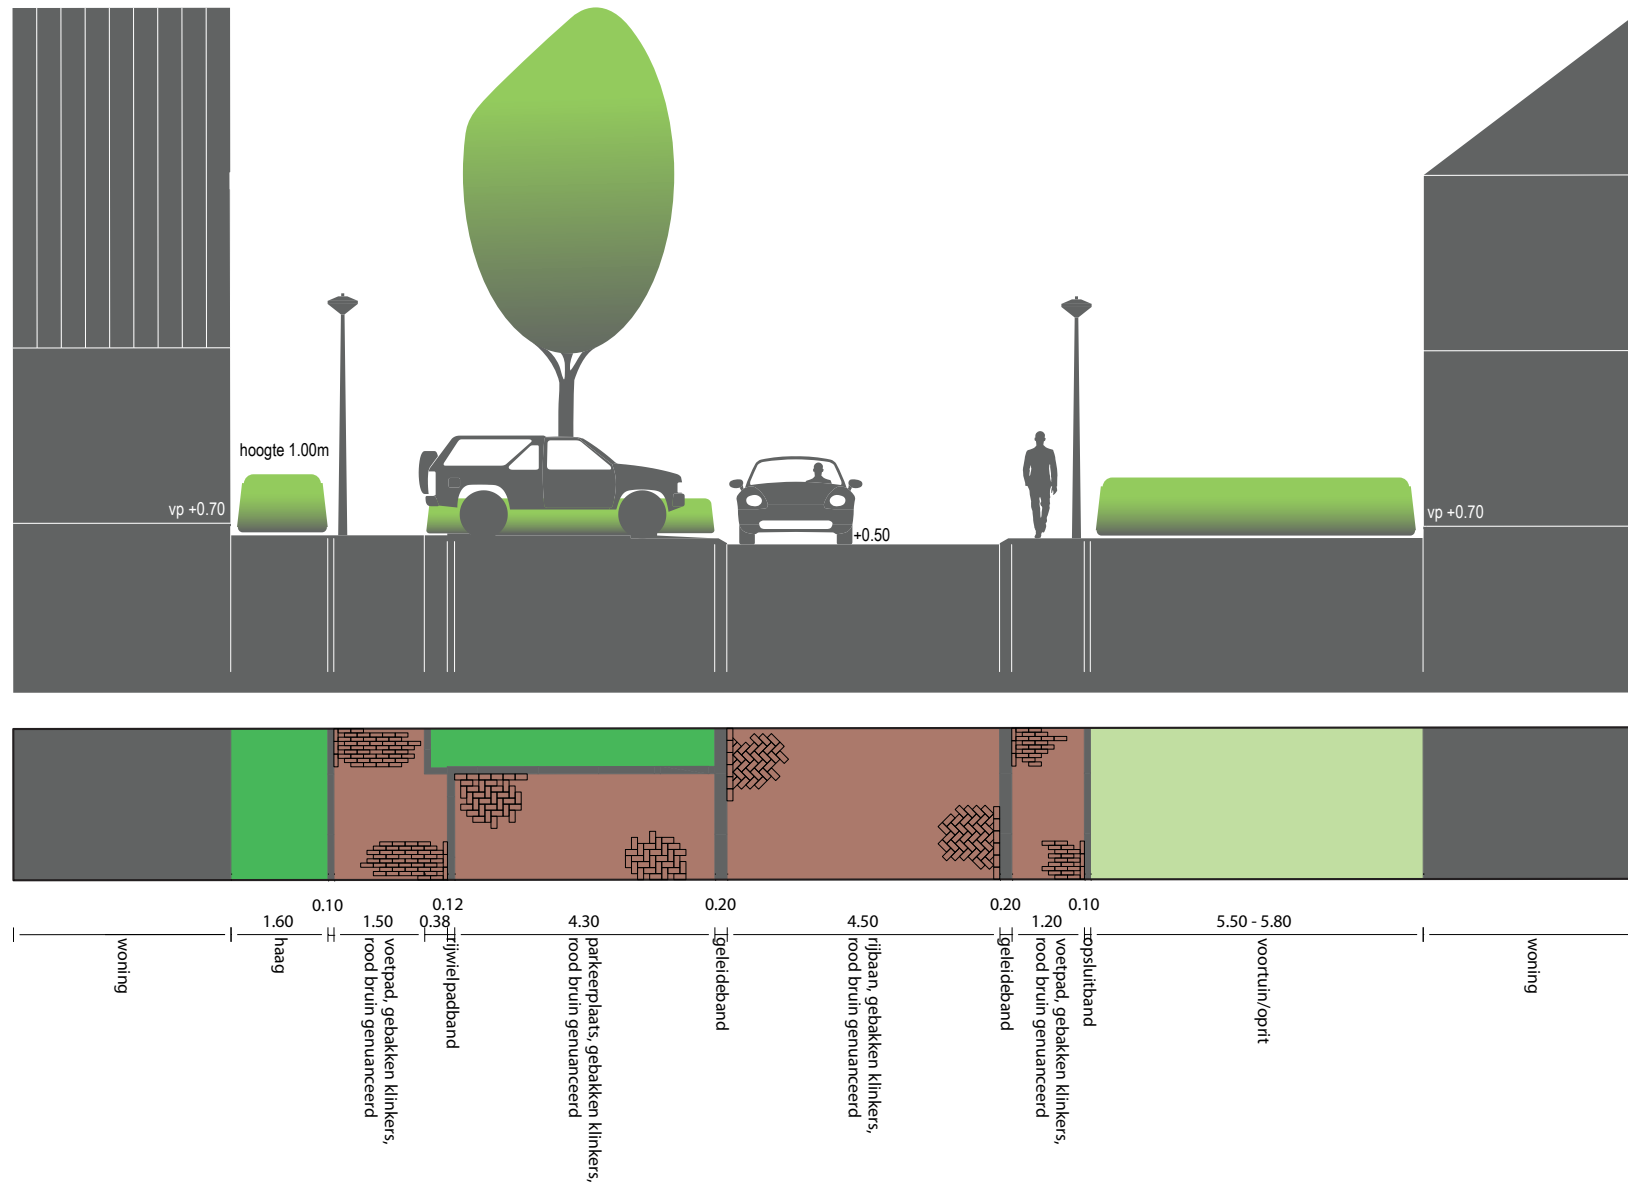 hoogte 1.00m
vp +0.70
+0.50
vp +0.70
0.10
0.12
0.20
0.20
0.10
1.60
1.50
0.38
4.30
4.50
1.20
5.50 - 5.80
woning
haag
voetpad, gebakken klinkers,
rood bruin genuanceerd
rijwielpadband
parkeerplaats, gebakken klinkers,
rood bruin genuanceerd
geleideband
rijbaan, gebakken klinkers,
rood bruin genuanceerd
geleideband
voetpad, gebakken klinkers,
rood bruin genuanceerd
opsluitband
voortuin/oprit
woning